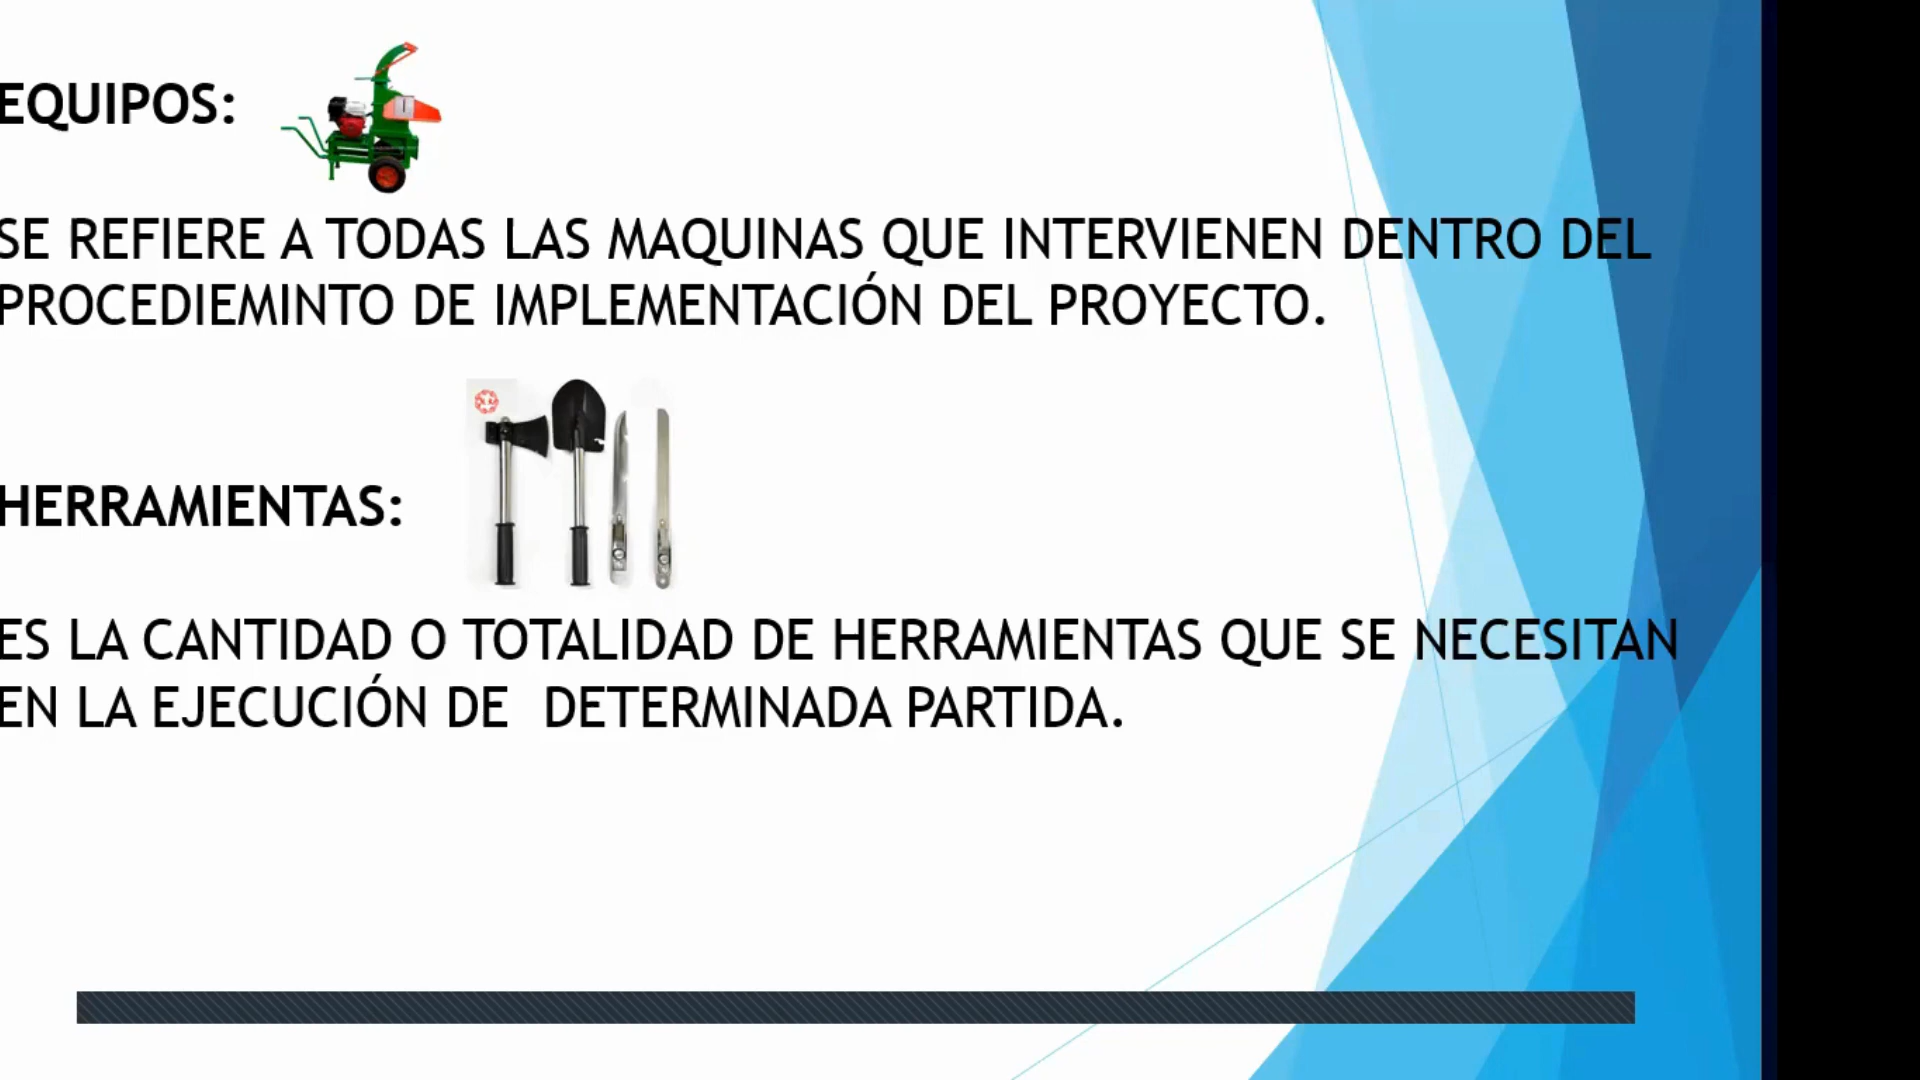 EQUIPOS:
SE REFIERE A TODAS LAS MAQUINAS QUE INTERVIENEN DENTRO DEL
PROCEDIEMINTO DE IMPLEMENTACIÓN DEL PROYECTO.
HERRAMIENTAS:
ES LA CANTIDAD O TOTALIDAD DE HERRAMIENTAS QUE SE NECESITAN
EN LA EJECUCIÓN DE  DETERMINADA PARTIDA.